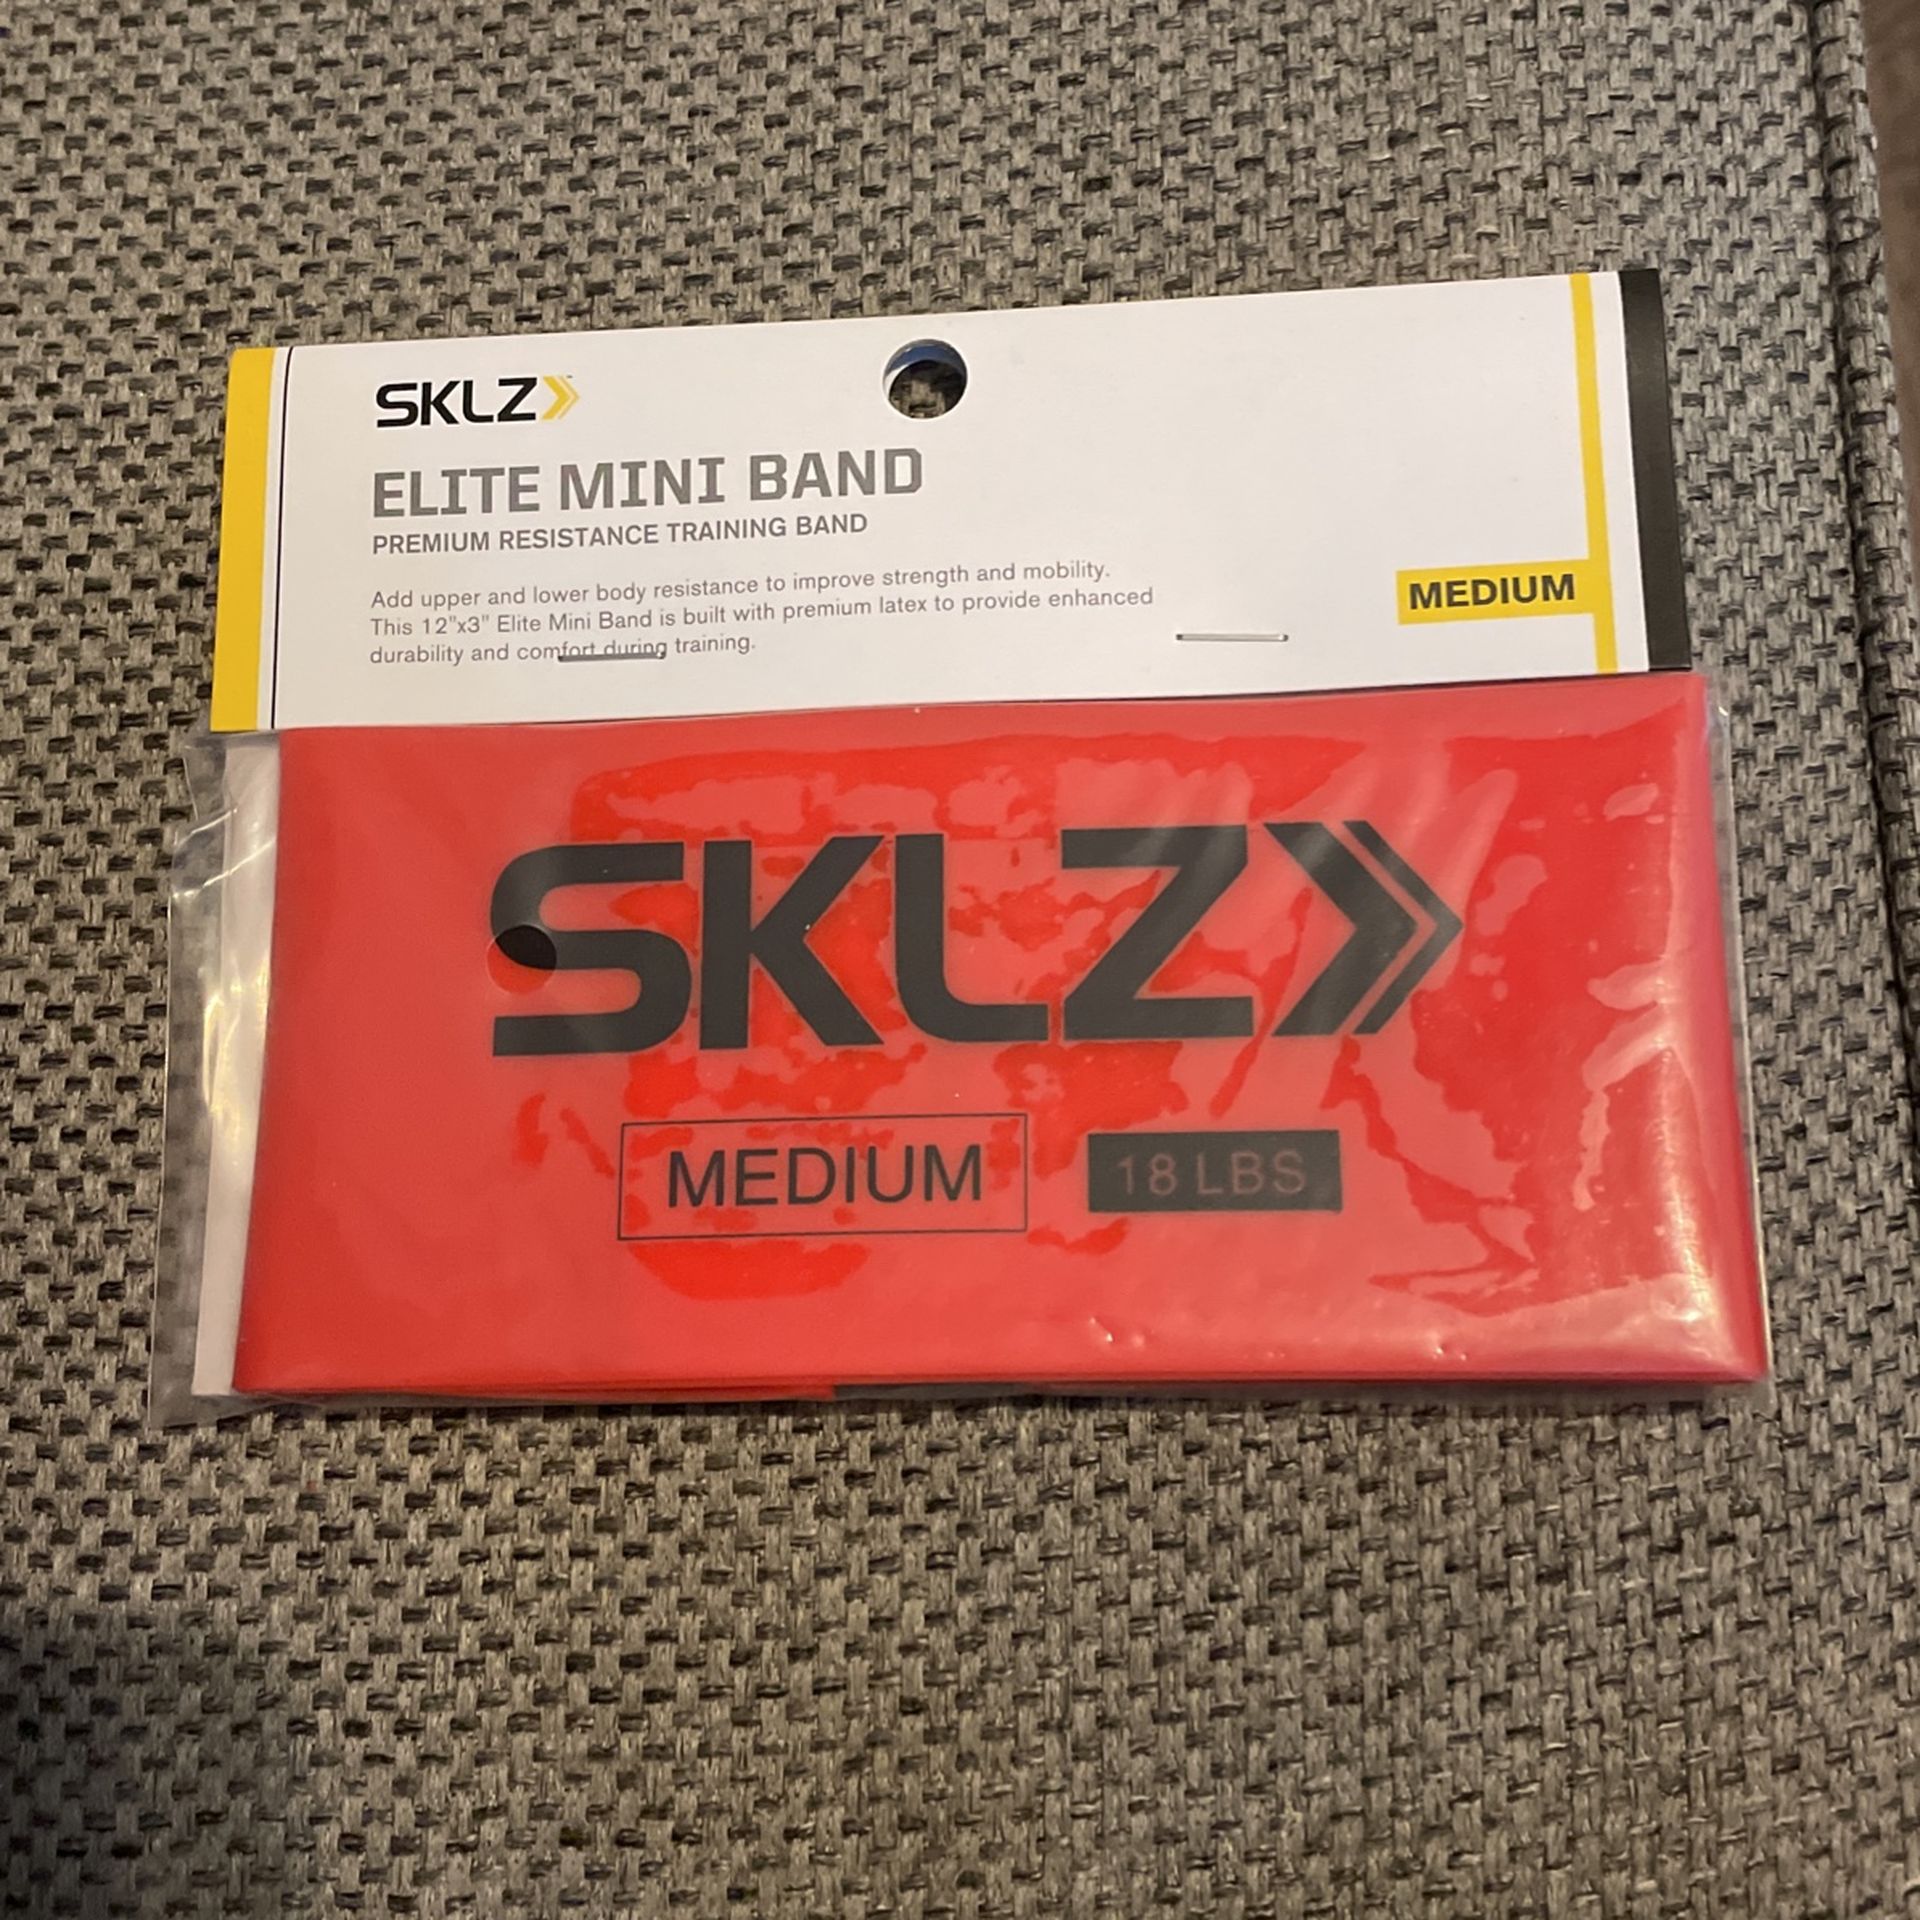 SKLZ
ELITE MINI BAND
PREMIUM RESISTANCE TRAINING BAND
Add upper and lower body resistance to improve strength and mobility.
This 12"x3" Elite Mini Band is built with premium latex to provide enhanced
durability and comfort during training.
MEDIUM
SKLZ
MEDIUM
18 LBS